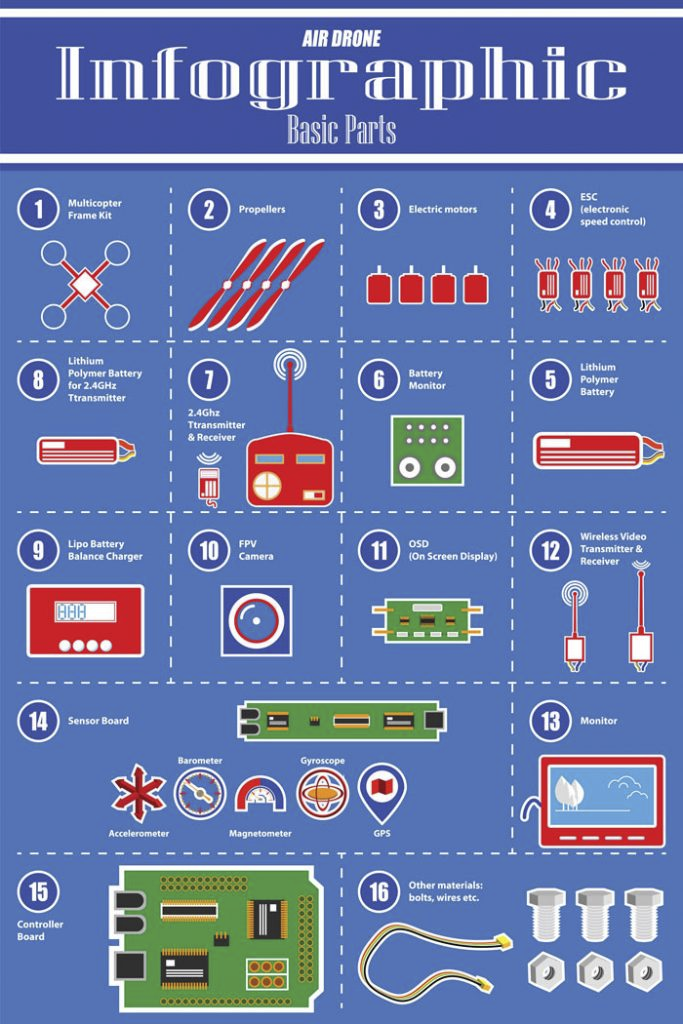 AIR DRONE
Infographic
Basic Parts
1
Multicopter
Frame Kit
2
Propellers
3
Electric motors
4
ESC
(electronic
speed control)
8
Lithium
Polymer Battery
for 2.4GHz
Ttransmitter
7
2.4Ghz
Ttransmitter
& Receiver
6
Battery
Monitor
5
Lithium
Polymer
Battery
9
Lipo Battery
Balance Charger
10
FPV
Camera
11
OSD
(On Screen Display)
12
Wireless Video
Transmitter &
Receiver
14
Sensor Board
Barometer
Gyroscope
Accelerometer
Magnetometer
GPS
13
Monitor
15
Controller
Board
16
Other materials:
bolts, wires etc.